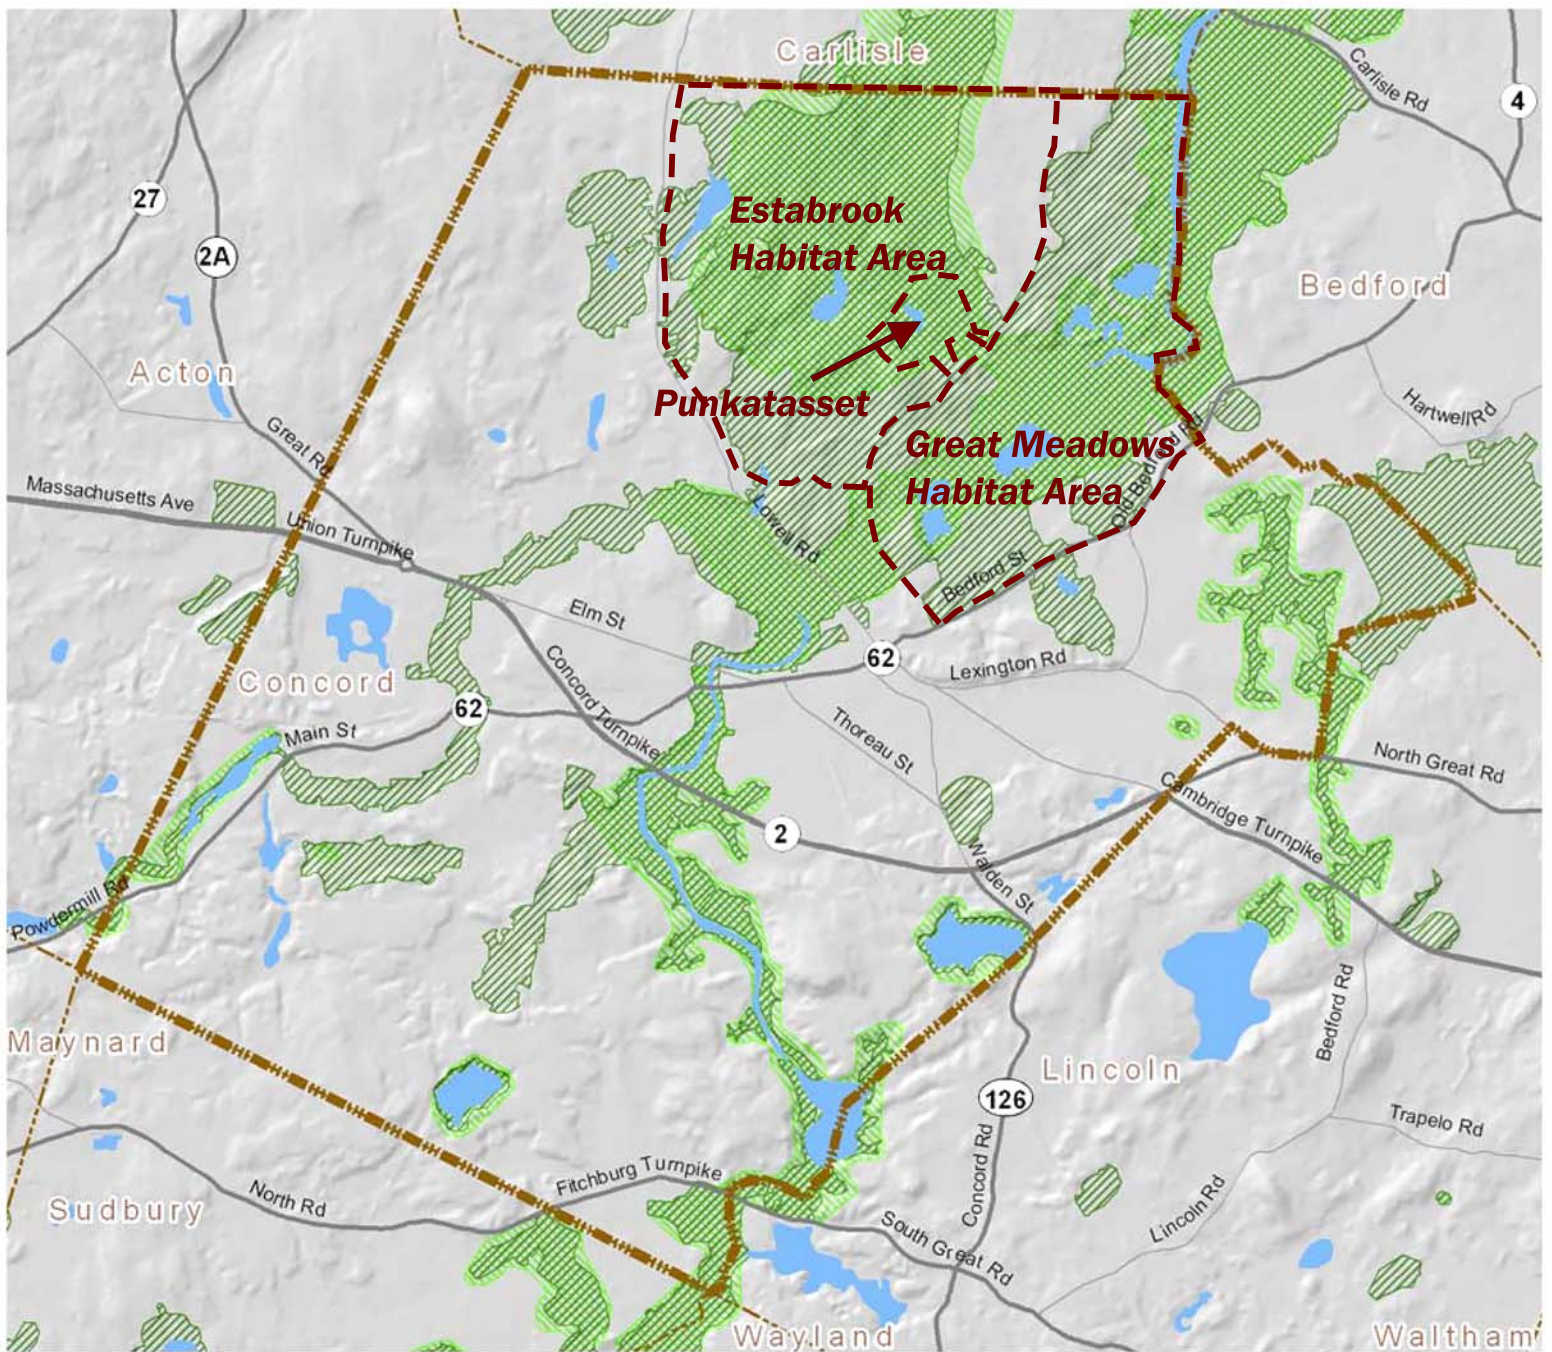 Carlisle
Carlisle Rd
4
27
Estabrook
Habitat Area
2A
Bedford
Acton
Punkatasset
Hartwell Rd
Great Rd
Great Meadows
Habitat Area
Old Bedford Rd
Massachusetts Ave
Union Turnpike
Lowell Rd
Bedford St
Elm St
62
Lexington Rd
Concord
62
Concord Turnpike
Main St
Thoreau St
North Great Rd
Cambridge Turnpike
2
Walden St
Powdermill Rd
Bedford Rd
Maynard
Lincoln
126
Trapelo Rd
Concord Rd
Fitchburg Turnpike
North Rd
Sudbury
Lincoln Rd
South Great Rd
Wayland
Waltham